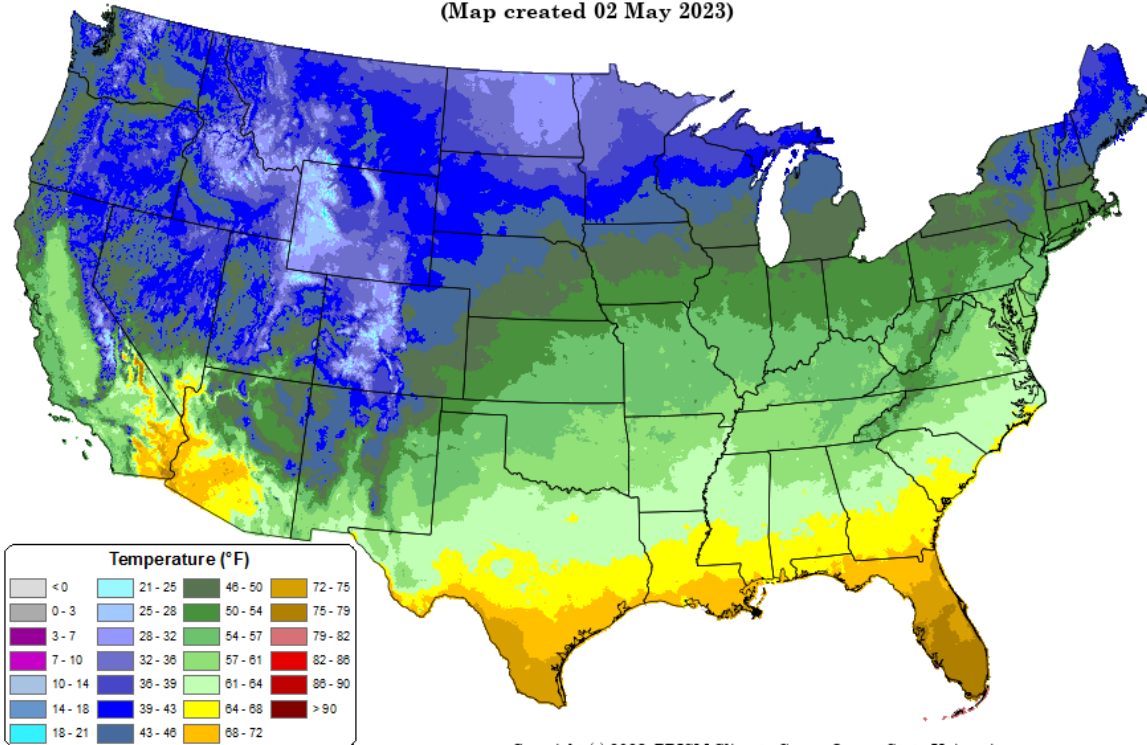 (Map created 02 May 2023)
Temperature (°F)
< 0
0 - 3
3 - 7
7 - 10
10 - 14
14 - 18
18 - 21
21 - 25
25 - 28
28 - 32
32 - 36
36 - 39
39 - 43
43 - 46
46 - 50
50 - 54
54 - 57
57 - 61
61 - 64
64 - 68
68 - 72
72 - 75
75 - 79
79 - 82
82 - 86
86 - 90
> 90